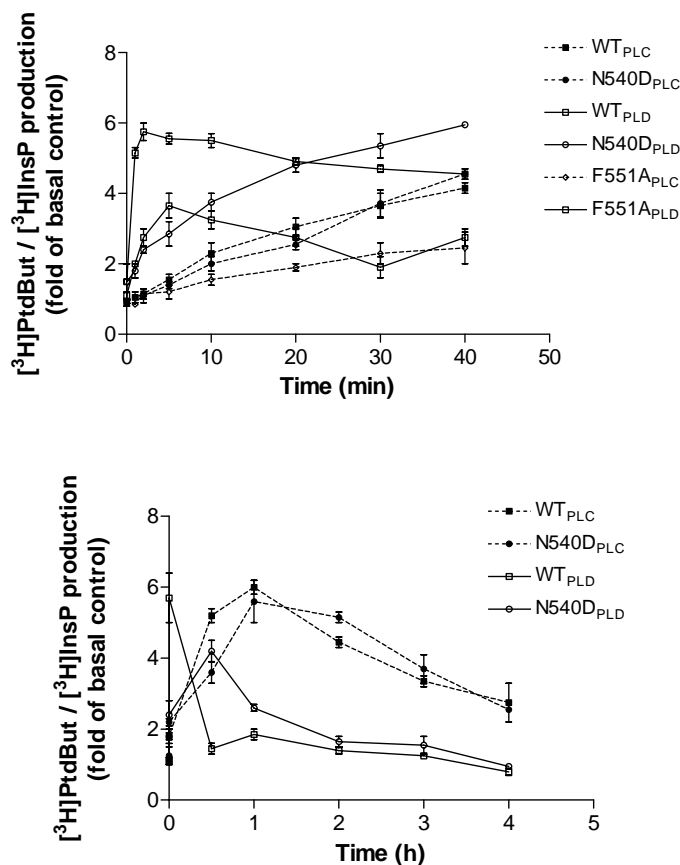 [³H]PtdBut / [³H]InsP production
(fold of basal control)
8
6
4
2
0
0 10 20 30 40 50
Time (min)
WT_PLC
N540D_PLC
WT_PLD
N540D_PLD
F551A_PLC
F551A_PLD
[³H]PtdBut / [³H]InsP production
(fold of basal control)
8
6
4
2
0
0 1 2 3 4 5
Time (h)
WT_PLC
N540D_PLC
WT_PLD
N540D_PLD